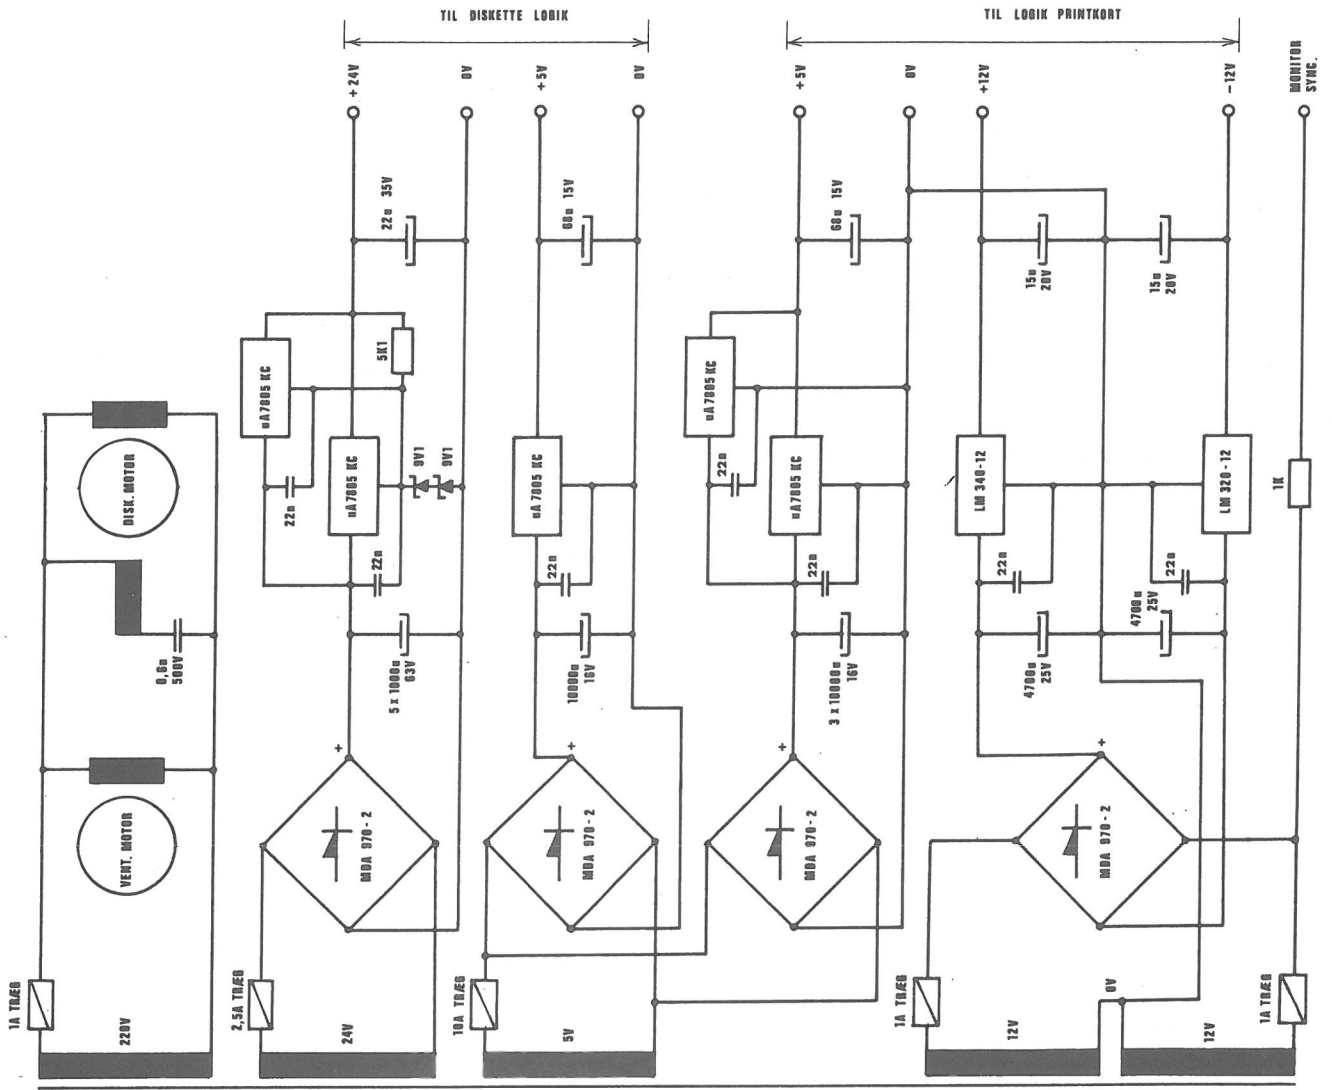 TIL DISKETTE LOGIK
TIL LOGIK PRINTKORT
+24V
0V
+5V
0V
+5V
0V
+12V
-12V
MONITOR
SYNC.
22u 35V
68u 15V
68u 15V
15u
20V
15u
20V
uA7805 KC
5K1
uA7805 KC
DISK. MOTOR
22n
uA7805 KC
9V1
9V1
uA7805 KC
22n
uA7805 KC
LM 340-12
LM 320-12
1K
22n
22n
22n
22n
22n
0,6u
500V
5 x 1000u
63V
10000u
16V
3 x 10000u
16V
4700u
25V
4700u
25V
+
+
+
+
VENT. MOTOR
MDA 970-2
MDA 970-2
MDA 970-2
MDA 970-2
1A TRÆG
2,5A TRÆG
10A TRÆG
1A TRÆG
0V
1A TRÆG
220V
24V
5V
12V
12V